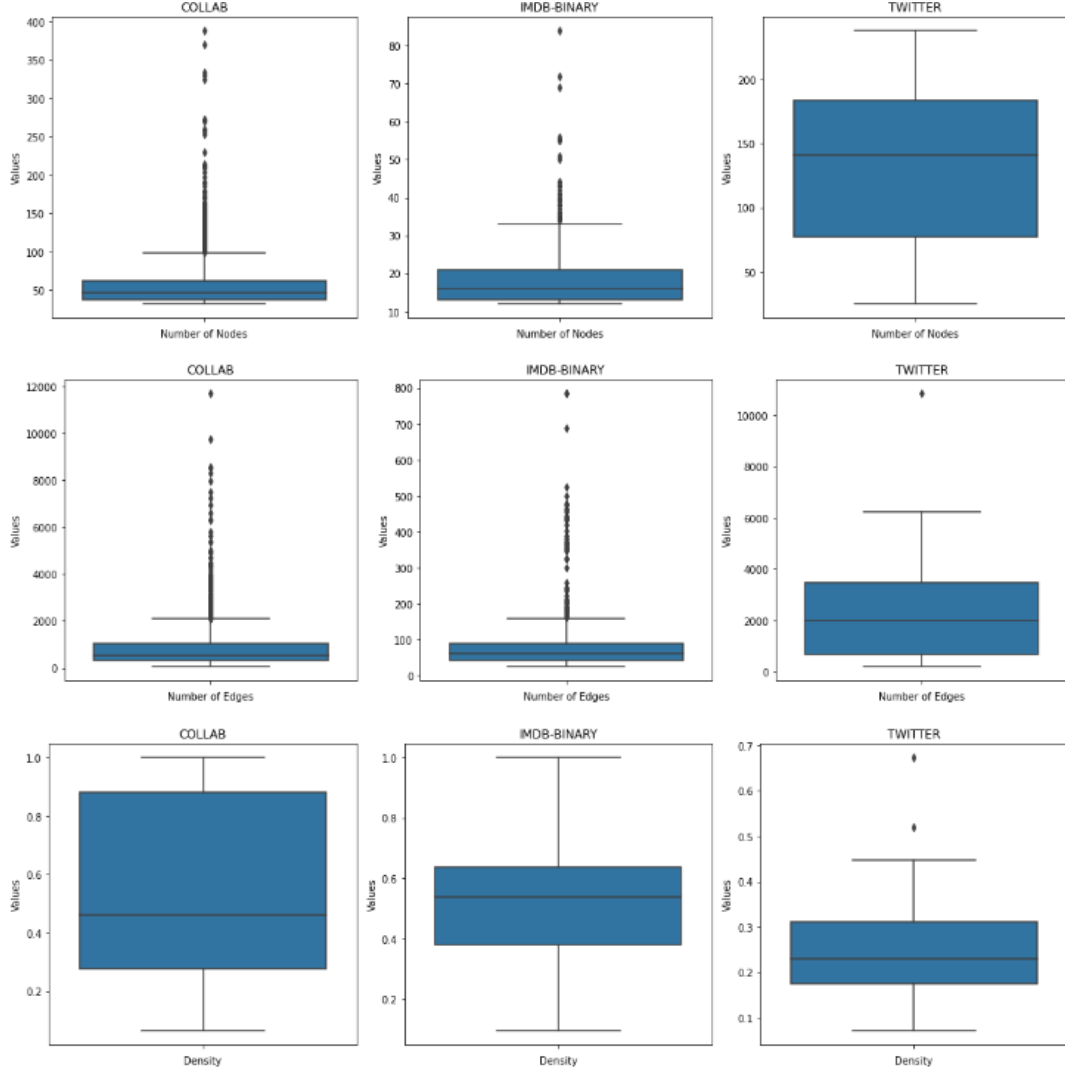 COLLAB
IMDB-BINARY
TWITTER
400
350
300
250
200
150
100
50
Values
Number of Nodes
80
70
60
50
40
30
20
10
Values
Number of Nodes
200
150
100
50
Values
Number of Nodes
COLLAB
IMDB-BINARY
TWITTER
12000
10000
8000
6000
4000
2000
0
Values
Number of Edges
800
700
600
500
400
300
200
100
0
Values
Number of Edges
10000
8000
6000
4000
2000
0
Values
Number of Edges
COLLAB
IMDB-BINARY
TWITTER
1.0
0.8
0.6
0.4
0.2
Values
Density
1.0
0.8
0.6
0.4
0.2
Values
Density
0.7
0.6
0.5
0.4
0.3
0.2
0.1
Values
Density